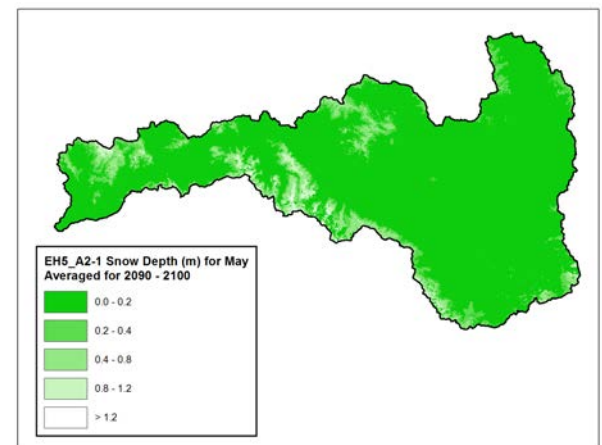 EH5_A2-1 Snow Depth (m) for May
Averaged for 2090 - 2100
0.0 - 0.2
0.2 - 0.4
0.4 - 0.8
0.8 - 1.2
> 1.2